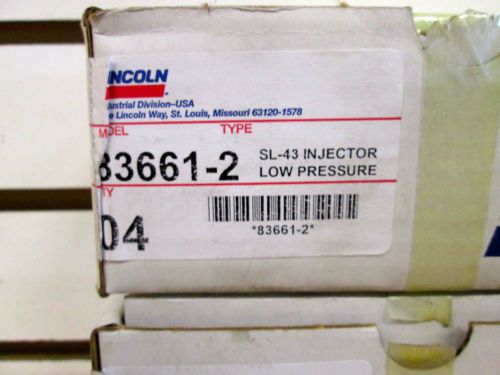 INCOLN
ustrial Division–USA
e Lincoln Way, St. Louis, Missouri 63120-1578
MODEL TYPE
83661-2 SL-43 INJECTOR
LOW PRESSURE
TY
04
*83661-2*